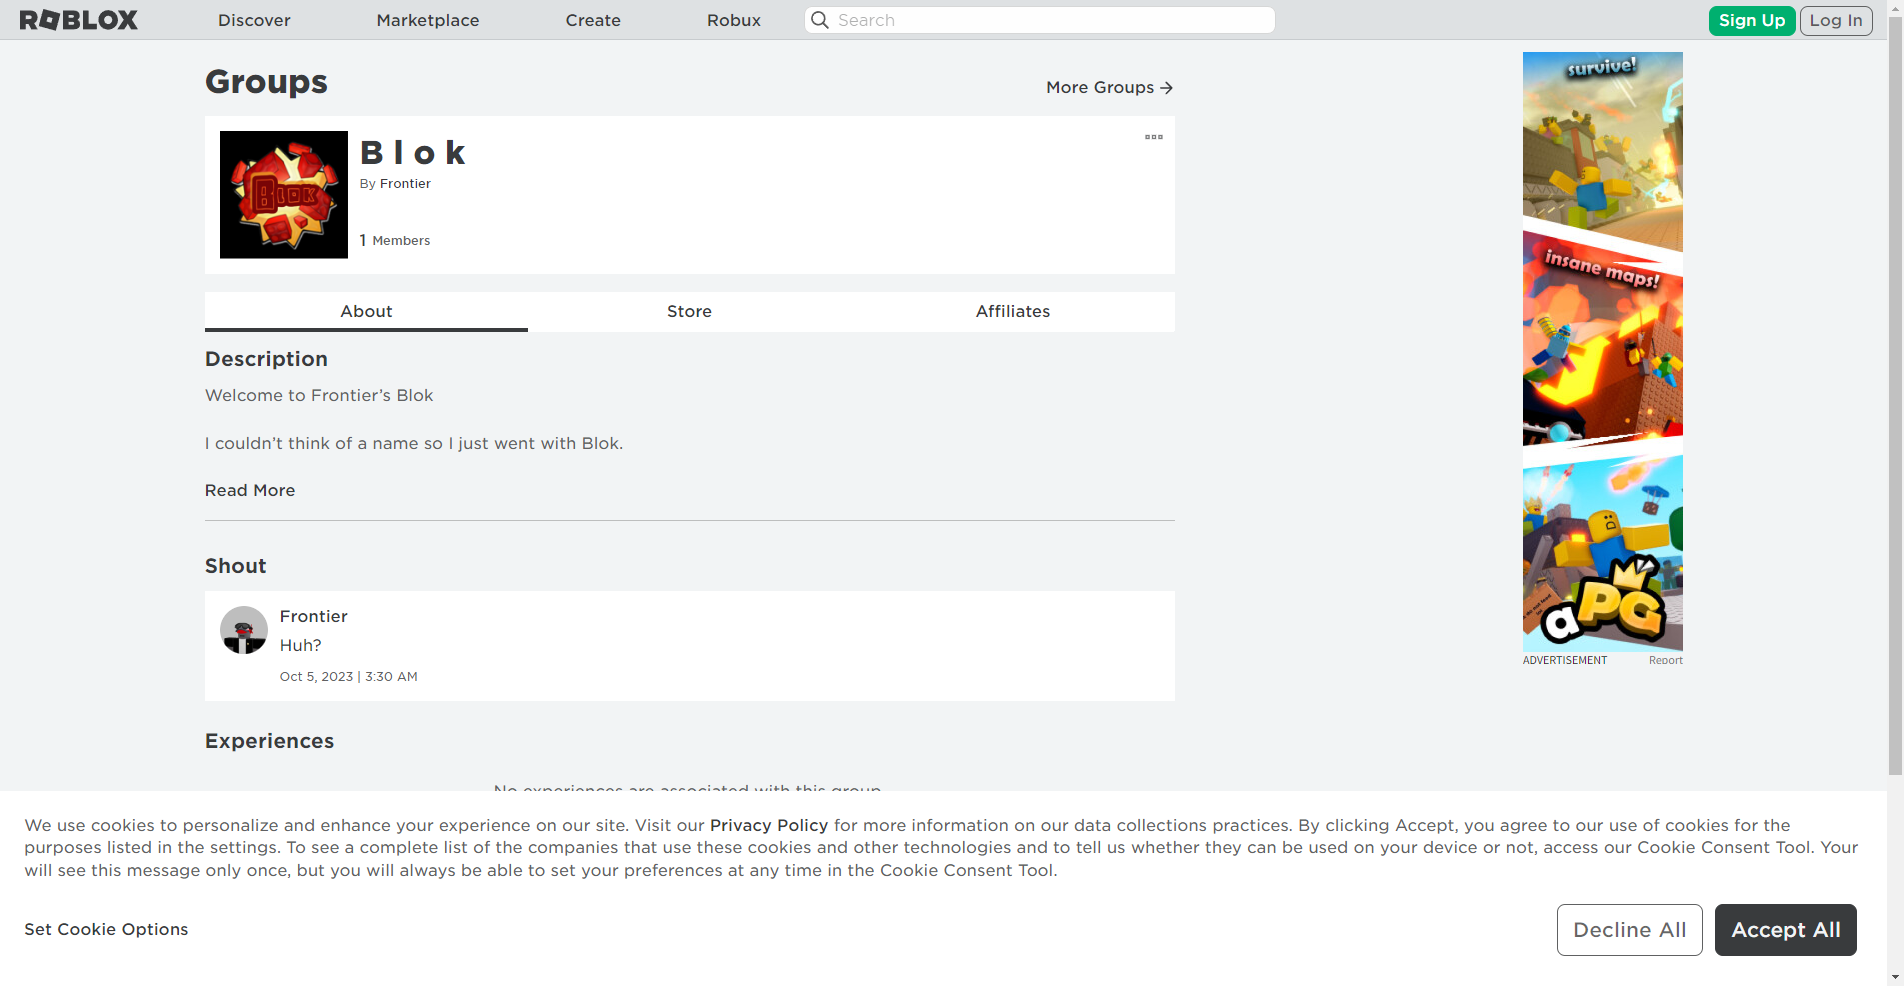 ROBLOX Discover Marketplace Create Robux Search Sign Up Log In
Groups
More Groups
Blok
B l o k
By Frontier
1 Members
About Store Affiliates
Description
Welcome to Frontier’s Blok
I couldn’t think of a name so I just went with Blok.
Read More
Shout
Frontier
Huh?
Oct 5, 2023 | 3:30 AM
Experiences
No experiences are associated with this group
survive!
insane maps!
aPG
ADVERTISEMENT Report
We use cookies to personalize and enhance your experience on our site. Visit our Privacy Policy for more information on our data collections practices. By clicking Accept, you agree to our use of cookies for the
purposes listed in the settings. To see a complete list of the companies that use these cookies and other technologies and to tell us whether they can be used on your device or not, access our Cookie Consent Tool. Your
will see this message only once, but you will always be able to set your preferences at any time in the Cookie Consent Tool.
Set Cookie Options
Decline All Accept All